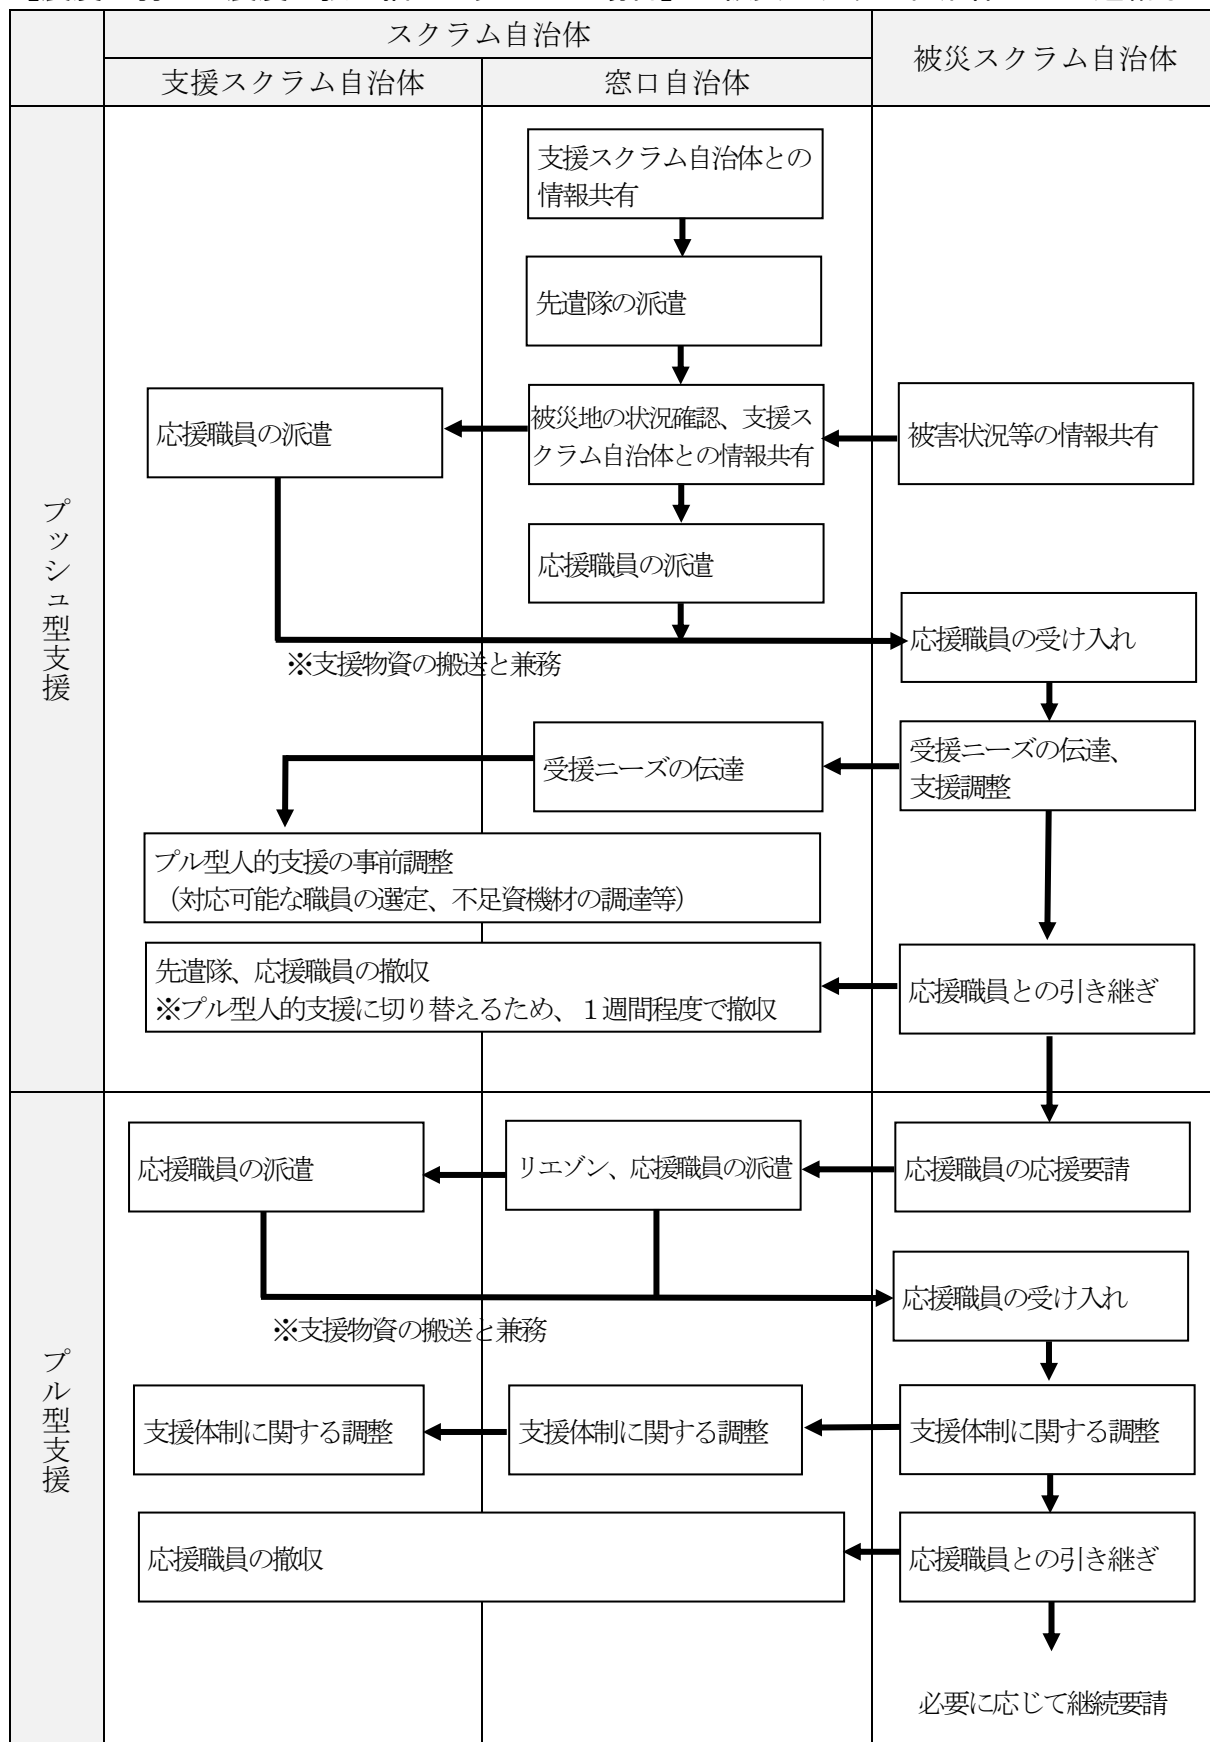 スクラム自治体
被災スクラム自治体
支援スクラム自治体
窓口自治体
プッシュ型支援
支援スクラム自治体との
情報共有
先遣隊の派遣
応援職員の派遣
被災地の状況確認、支援ス
クラム自治体との情報共有
被害状況等の情報共有
応援職員の派遣
応援職員の受け入れ
※支援物資の搬送と兼務
受援ニーズの伝達
受援ニーズの伝達、
支援調整
プル型人的支援の事前調整
（対応可能な職員の選定、不足資機材の調達等）
先遣隊、応援職員の撤収
※プル型人的支援に切り替えるため、１週間程度で撤収
応援職員との引き継ぎ
プル型支援
応援職員の派遣
リエゾン、応援職員の派遣
応援職員の応援要請
応援職員の受け入れ
※支援物資の搬送と兼務
支援体制に関する調整
支援体制に関する調整
支援体制に関する調整
応援職員の撤収
応援職員との引き継ぎ
必要に応じて継続要請